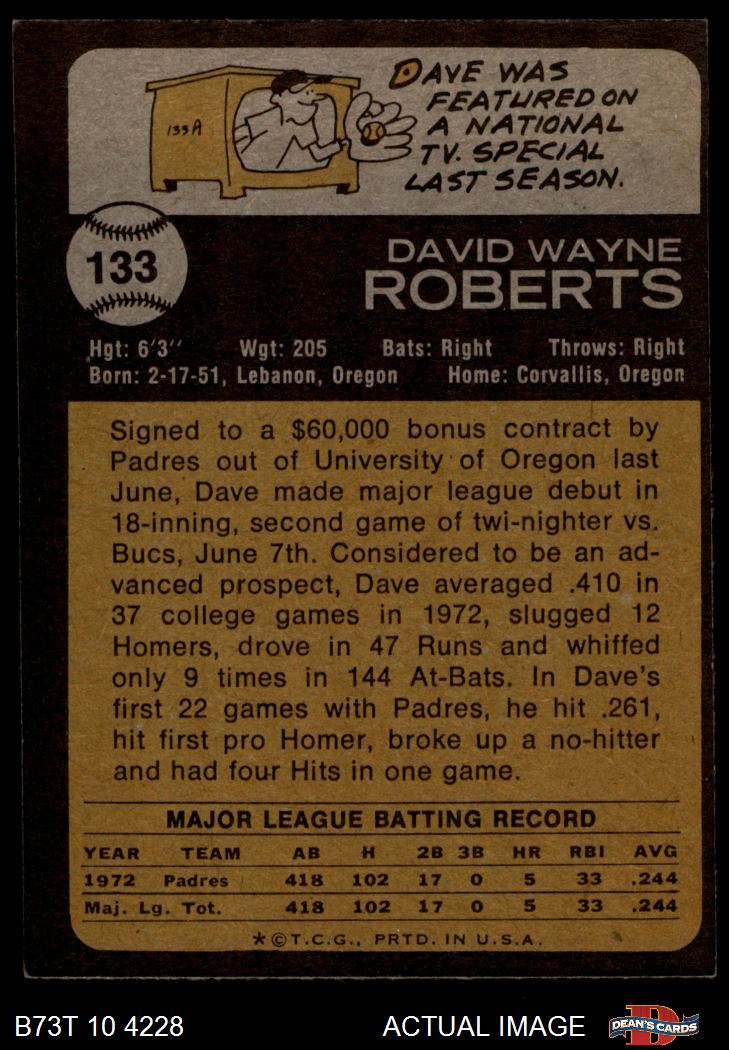 DAVE WAS
FEATURED ON
A NATIONAL
TV. SPECIAL
LAST SEASON.
133A
133
DAVID WAYNE
ROBERTS
Hgt: 6'3'' Wgt: 205 Bats: Right Throws: Right
Born: 2-17-51, Lebanon, Oregon Home: Corvallis, Oregon
Signed to a $60,000 bonus contract by
Padres out of University of Oregon last
June, Dave made major league debut in
18-inning, second game of twi-nighter vs.
Bucs, June 7th. Considered to be an ad-
vanced prospect, Dave averaged .410 in
37 college games in 1972, slugged 12
Homers, drove in 47 Runs and whiffed
only 9 times in 144 At-Bats. In Dave's
first 22 games with Padres, he hit .261,
hit first pro Homer, broke up a no-hitter
and had four Hits in one game.
MAJOR LEAGUE BATTING RECORD
YEAR TEAM AB H 2B 3B HR RBI AVG
1972 Padres 418 102 17 0 5 33 .244
Maj. Lg. Tot. 418 102 17 0 5 33 .244
*©T.C.G., PRTD. IN U.S.A.
B73T 10 4228 ACTUAL IMAGE D DEAN'S CARDS